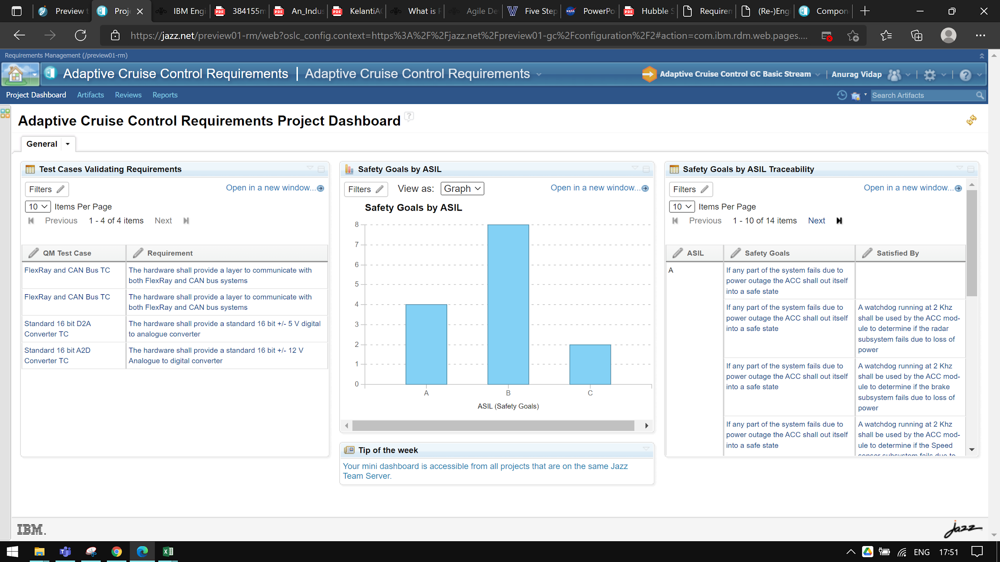 Preview t
Proj
IBM Engi
384155m
An_Indus
KelantiA
What is
Agile De
Five Step
PowerPo
Hubble S
Requirem
(Re-)Engi
Compon
https://jazz.net/preview01-rm/web?oslc_config.context=https%3A%2F%2Fjazz.net%2Fpreview01-gc%2Fconfiguration%2F2#action=com.ibm.rdm.web.pages....
Requirements Management (/preview01-rm)
Adaptive Cruise Control Requirements | Adaptive Cruise Control Requirements
Adaptive Cruise Control GC Basic Stream
Anurag Vidap
Project Dashboard
Artifacts
Reviews
Reports
Search Artifacts
Adaptive Cruise Control Requirements Project Dashboard
General
Test Cases Validating Requirements
Filters
Open in a new window...
10
Items Per Page
Previous
1 - 4 of 4 items
Next
QM Test Case
Requirement
FlexRay and CAN Bus TC
The hardware shall provide a layer to communicate with
both FlexRay and CAN bus systems
FlexRay and CAN Bus TC
The hardware shall provide a layer to communicate with
both FlexRay and CAN bus systems
Standard 16 bit D2A
Converter TC
The hardware shall provide a standard 16 bit +/- 5 V digital
to analogue converter
Standard 16 bit A2D
Converter TC
The hardware shall provide a standard 16 bit +/- 12 V
Analogue to digital converter
Safety Goals by ASIL
Filters
View as:
Graph
Open in a new window...
Safety Goals by ASIL
8
7
6
5
4
3
2
1
0
A
B
C
ASIL (Safety Goals)
Tip of the week
Your mini dashboard is accessible from all projects that are on the same Jazz
Team Server.
Safety Goals by ASIL Traceability
Filters
Open in a new window...
10
Items Per Page
Previous
1 - 10 of 14 items
Next
ASIL
Safety Goals
Satisfied By
A
If any part of the system fails due to
power outage the ACC shall out itself
into a safe state
If any part of the system fails due to
power outage the ACC shall out itself
into a safe state
A watchdog running at 2 Khz
shall be used by the ACC mod-
ule to determine if the radar
subsystem fails due to loss of
power
If any part of the system fails due to
power outage the ACC shall out itself
into a safe state
A watchdog running at 2 Khz
shall be used by the ACC mod-
ule to determine if the brake
subsystem fails due to loss of
power
If any part of the system fails due to
power outage the ACC shall out itself
into a safe state
A watchdog running at 2 Khz
shall be used by the ACC mod-
ule to determine if the Speed
sensor subsystem fails due to
IBM.
jazz
ENG
17:51